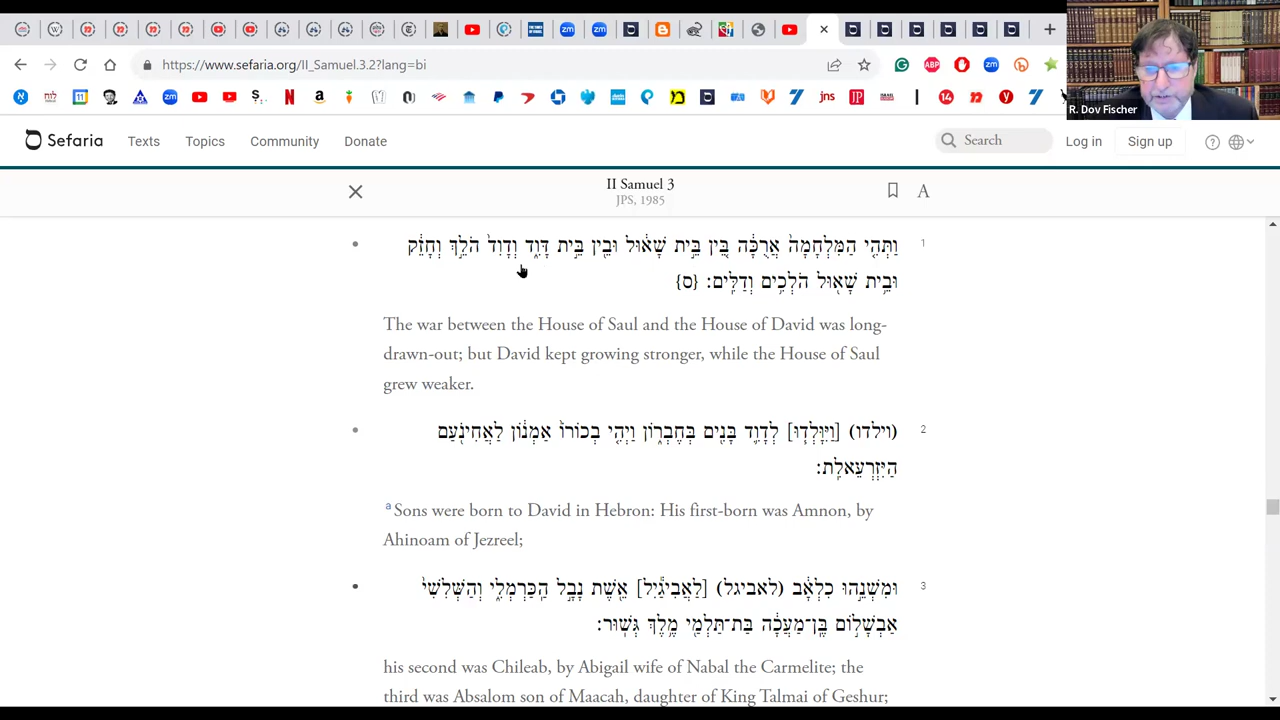 https://www.sefaria.org/II_Samuel.3.2?lang=bi
R. Dov Fischer
Sefaria Texts Topics Community Donate Search Log in Sign up
II Samuel 3
JPS, 1985
1
וַתְּהִ֤י הַמִּלְחָמָה֙ אֲרֻכָּ֔ה בֵּ֚ין בֵּ֣ית שָׁא֔וּל וּבֵ֖ין בֵּ֣ית דָּוִ֑ד וְדָוִד֙ הֹלֵ֣ךְ וְחָזֵ֔ק
וּבֵ֥ית שָׁא֖וּל הֹלְכִ֥ים וְדַלִּֽים׃ {ס}
The war between the House of Saul and the House of David was long-
drawn-out; but David kept growing stronger, while the House of Saul
grew weaker.
2
(וילדו) [וַיִּוָּלְד֧וּ] לְדָוִ֛ד בָּנִ֖ים בְּחֶבְר֑וֹן וַיְהִ֤י בְכוֹרוֹ֙ אַמְנ֔וֹן לַאֲחִינֹ֖עַם
הַיִּזְרְעֵאלִֽת׃
a Sons were born to David in Hebron: His first-born was Amnon, by
Ahinoam of Jezreel;
3
וּמִשְׁנֵ֣הוּ כִלְאָ֔ב (לאביגל) [לַאֲבִיגַ֕יִל] אֵ֖שֶׁת נָבָ֣ל הַֽכַּרְמְלִ֑י וְהַשְּׁלִשִׁי֙
אַבְשָׁל֣וֹם בֶּֽן־מַעֲכָ֔ה בַּת־תַּלְמַ֖י מֶ֥לֶךְ גְּשֽׁוּר׃
his second was Chileab, by Abigail wife of Nabal the Carmelite; the
third was Absalom son of Maacah, daughter of King Talmai of Geshur;